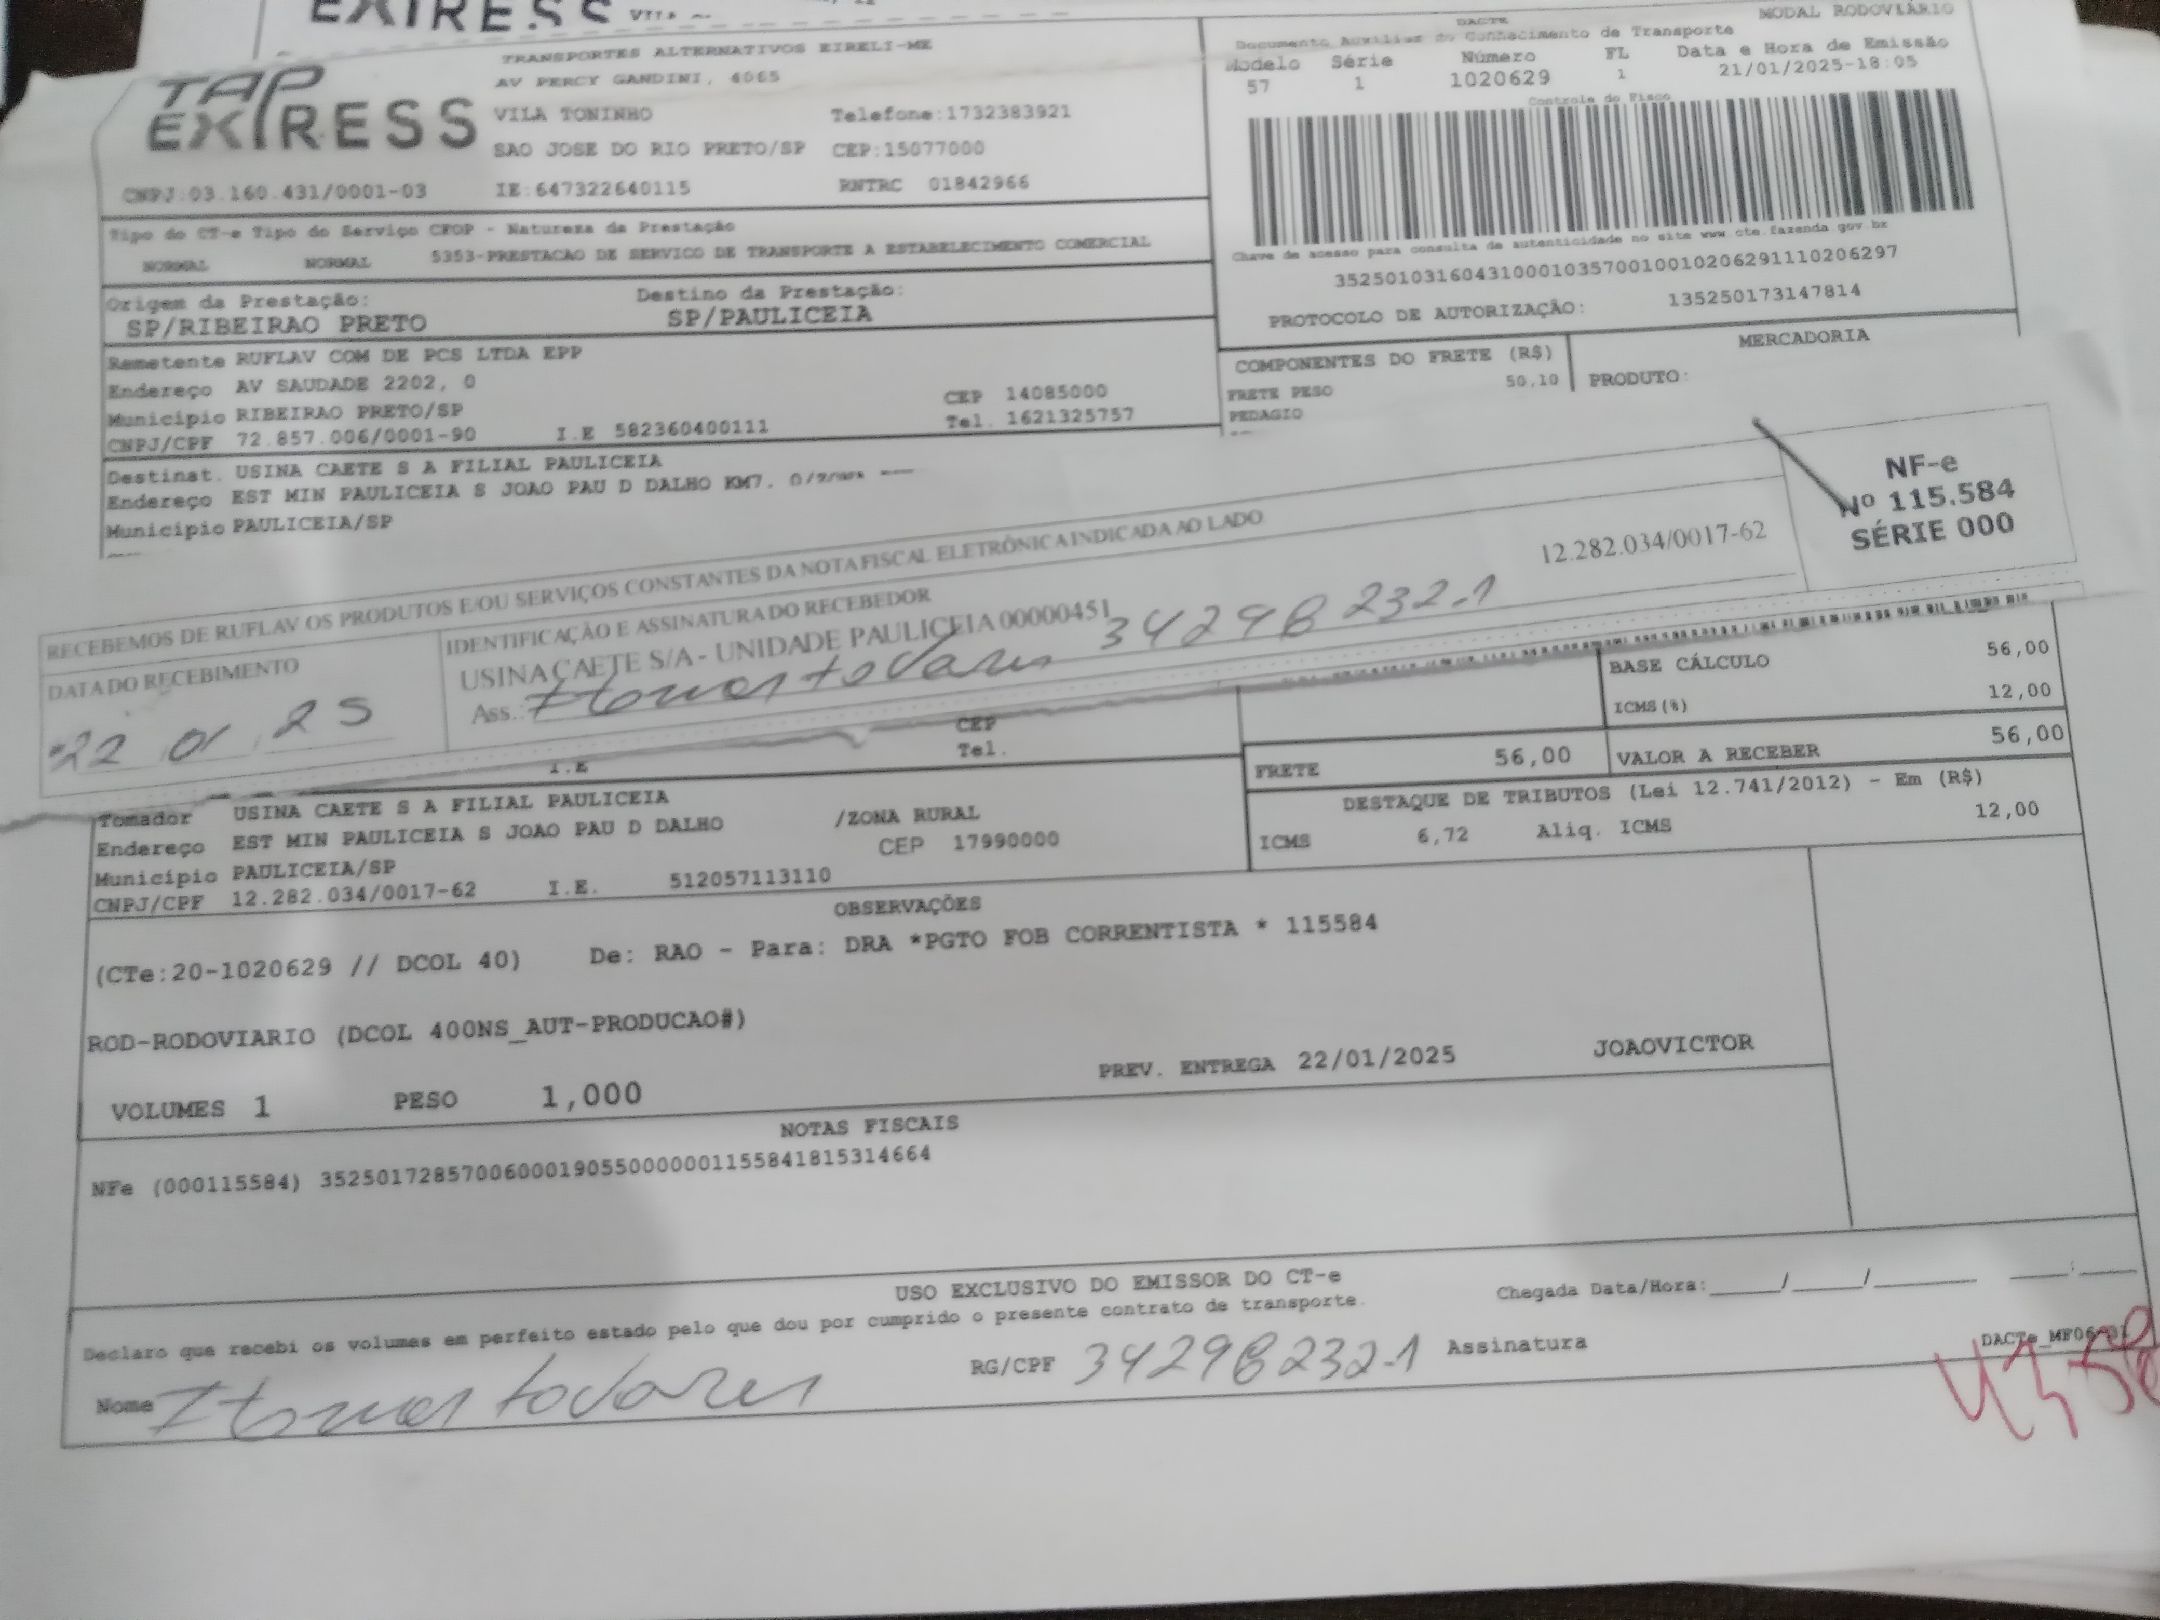 EXPRESS VILA
TAP EXPRESS
TRANSPORTES ALTERNATIVOS EIRELI-ME
AV PERCY GANDINI, 4065
VILA TONINHO Telefone:1732383921
SAO JOSE DO RIO PRETO/SP CEP:15077000
CNPJ:03.160.431/0001-03 IE:647322640115 RNTRC 01842966
DACTE MODAL RODOVIÁRIO
Documento Auxiliar do Conhecimento de Transporte
Modelo Série Número FL Data e Hora de Emissão
57 1 1020629 1 21/01/2025-18:05
Controle do Fisco
Chave de acesso para consulta de autenticidade no site www.cte.fazenda.gov.br
35250103160431000103570010010206291110206297
PROTOCOLO DE AUTORIZAÇÃO: 135250173147814
Tipo do CT-e Tipo do Serviço CFOP - Natureza da Prestação
NORMAL NORMAL 5353-PRESTACAO DE SERVICO DE TRANSPORTE A ESTABELECIMENTO COMERCIAL
Origem da Prestação: Destino da Prestação:
SP/RIBEIRAO PRETO SP/PAULICEIA
Remetente RUFLAV COM DE PCS LTDA EPP
Endereço AV SAUDADE 2202, 0 CEP 14085000
Município RIBEIRAO PRETO/SP Tel. 1621325757
CNPJ/CPF 72.857.006/0001-90 I.E 582360400111
COMPONENTES DO FRETE (R$) MERCADORIA
FRETE PESO 50,10 PRODUTO:
PEDAGIO
Destinat. USINA CAETE S A FILIAL PAULICEIA
Endereço EST MIN PAULICEIA S JOAO PAU D DALHO KM7,
Município PAULICEIA/SP
RECEBEMOS DE RUFLAV OS PRODUTOS E/OU SERVIÇOS CONSTANTES DA NOTA FISCAL ELETRÔNICA INDICADA AO LADO
DATA DO RECEBIMENTO
22 01 25
IDENTIFICAÇÃO E ASSINATURA DO RECEBEDOR
USINA CAETE S/A - UNIDADE PAULICEIA 00000451 12.282.034/0017-62
Ass.: 34298232-1
NF-e
Nº 115.584
SÉRIE 000
CEP
Tel.
I.E
BASE CÁLCULO 56,00
ICMS(%) 12,00
FRETE 56,00 VALOR A RECEBER 56,00
DESTAQUE DE TRIBUTOS (Lei 12.741/2012) - Em (R$)
ICMS 6,72 Aliq. ICMS 12,00
Tomador USINA CAETE S A FILIAL PAULICEIA
Endereço EST MIN PAULICEIA S JOAO PAU D DALHO /ZONA RURAL
Município PAULICEIA/SP CEP 17990000
CNPJ/CPF 12.282.034/0017-62 I.E. 512057113110
OBSERVAÇÕES
(CTe:20-1020629 // DCOL 40) De: RAO - Para: DRA *PGTO FOB CORRENTISTA * 115584
ROD-RODOVIARIO (DCOL 400NS_AUT-PRODUCAO#)
VOLUMES 1 PESO 1,000 PREV. ENTREGA 22/01/2025 JOAOVICTOR
NOTAS FISCAIS
NFe (000115584) 35250172857006000190550000001155841815314664
USO EXCLUSIVO DO EMISSOR DO CT-e
Declaro que recebi os volumes em perfeito estado pelo que dou por cumprido o presente contrato de transporte. Chegada Data/Hora:_____/_____/_______ ____:____
Nome RG/CPF 34298232-1 Assinatura